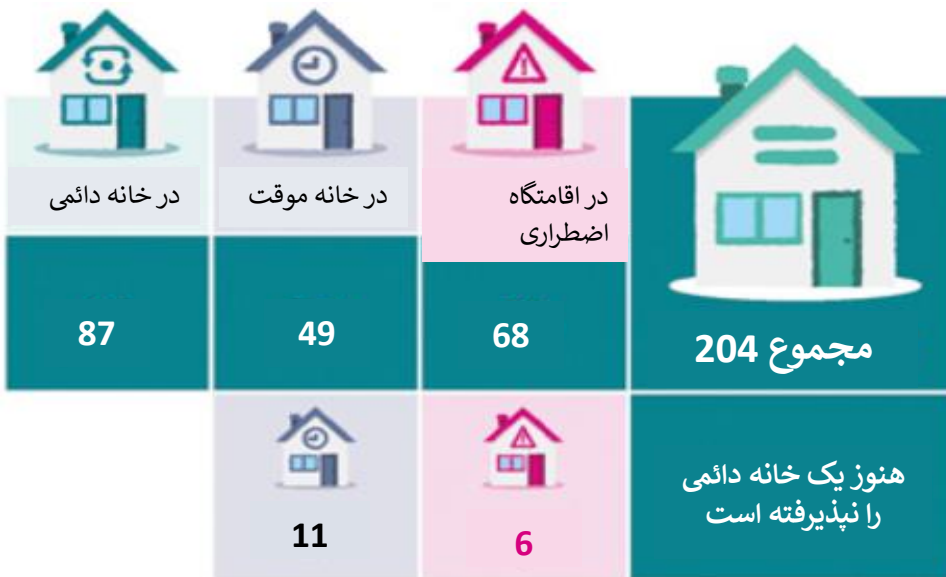 در اقامتگاه
اضطراری
در خانه موقت
در خانه دائمی
مجموع 204
68
49
87
هنوز یک خانه دائمی
را نپذیرفته است
6
11